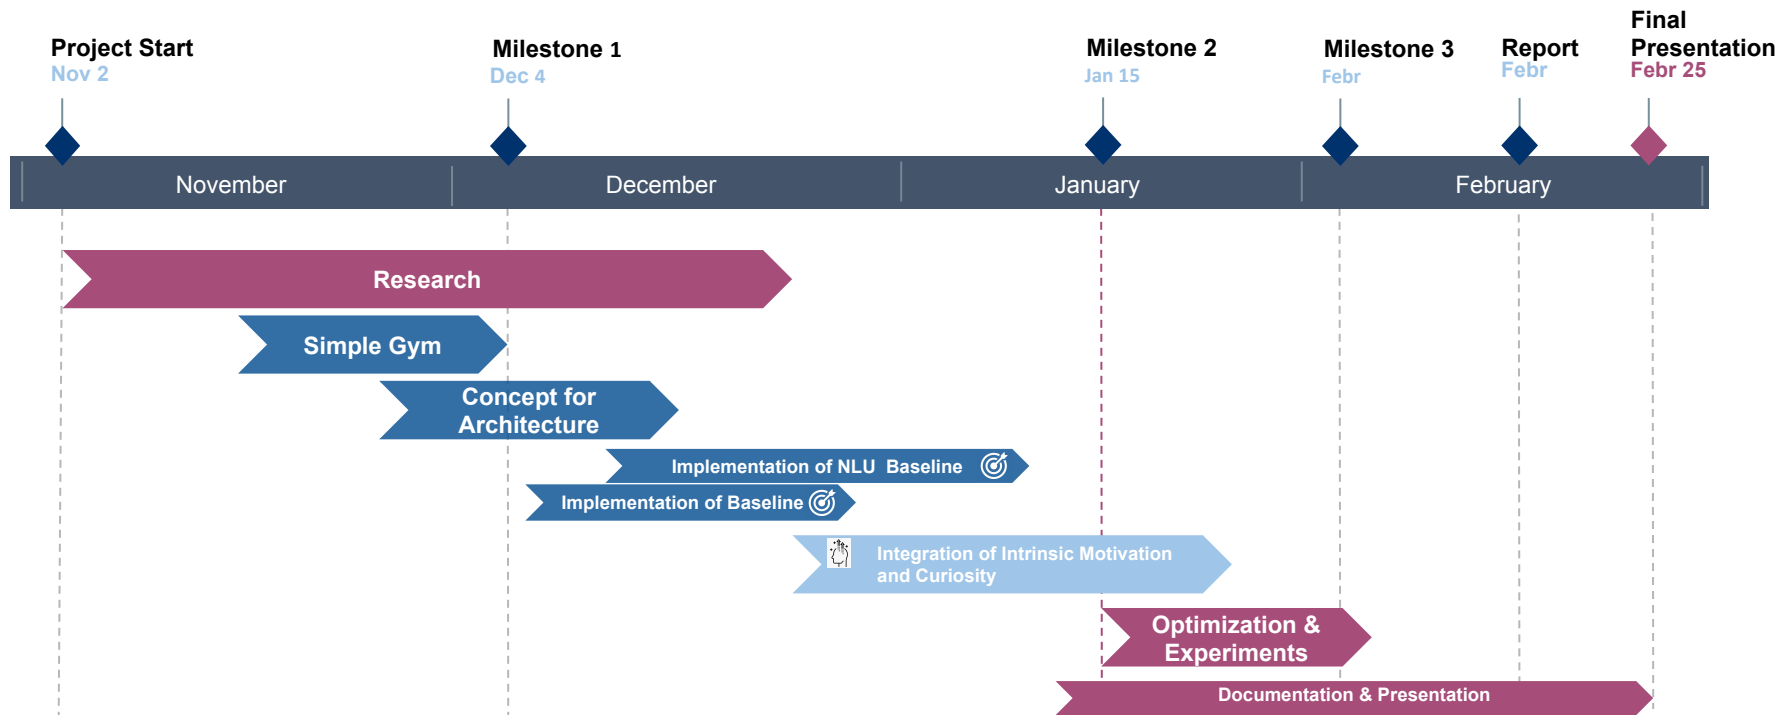 Project Start
Nov 2
Milestone 1
Dec 4
Milestone 2
Jan 15
Milestone 3
Febr
Report
Febr
Final
Presentation
Febr 25
November
December
January
February
Research
Simple Gym
Concept for
Architecture
Implementation of NLU Baseline
Implementation of Baseline
Integration of Intrinsic Motivation
and Curiosity
Optimization &
Experiments
Documentation & Presentation